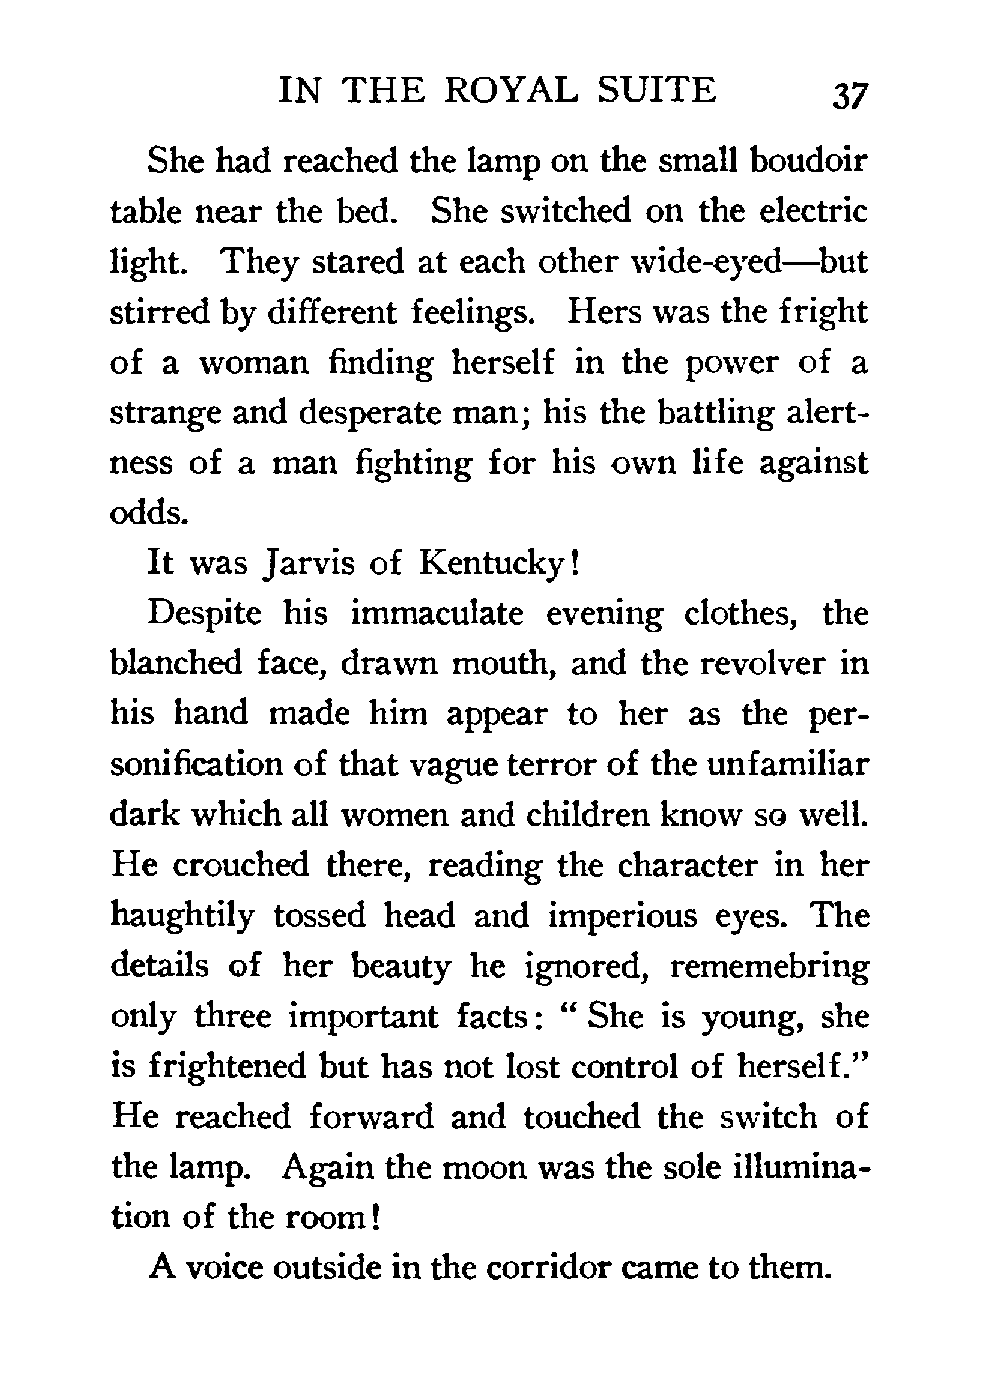 IN THE ROYAL SUITE 37
She had reached the lamp on the small boudoir
table near the bed. She switched on the electric
light. They stared at each other wide-eyed—but
stirred by different feelings. Hers was the fright
of a woman finding herself in the power of a
strange and desperate man; his the battling alert-
ness of a man fighting for his own life against
odds.
It was Jarvis of Kentucky!
Despite his immaculate evening clothes, the
blanched face, drawn mouth, and the revolver in
his hand made him appear to her as the per-
sonification of that vague terror of the unfamiliar
dark which all women and children know so well.
He crouched there, reading the character in her
haughtily tossed head and imperious eyes. The
details of her beauty he ignored, rememebring
only three important facts: “ She is young, she
is frightened but has not lost control of herself.”
He reached forward and touched the switch of
the lamp. Again the moon was the sole illumina-
tion of the room!
A voice outside in the corridor came to them.